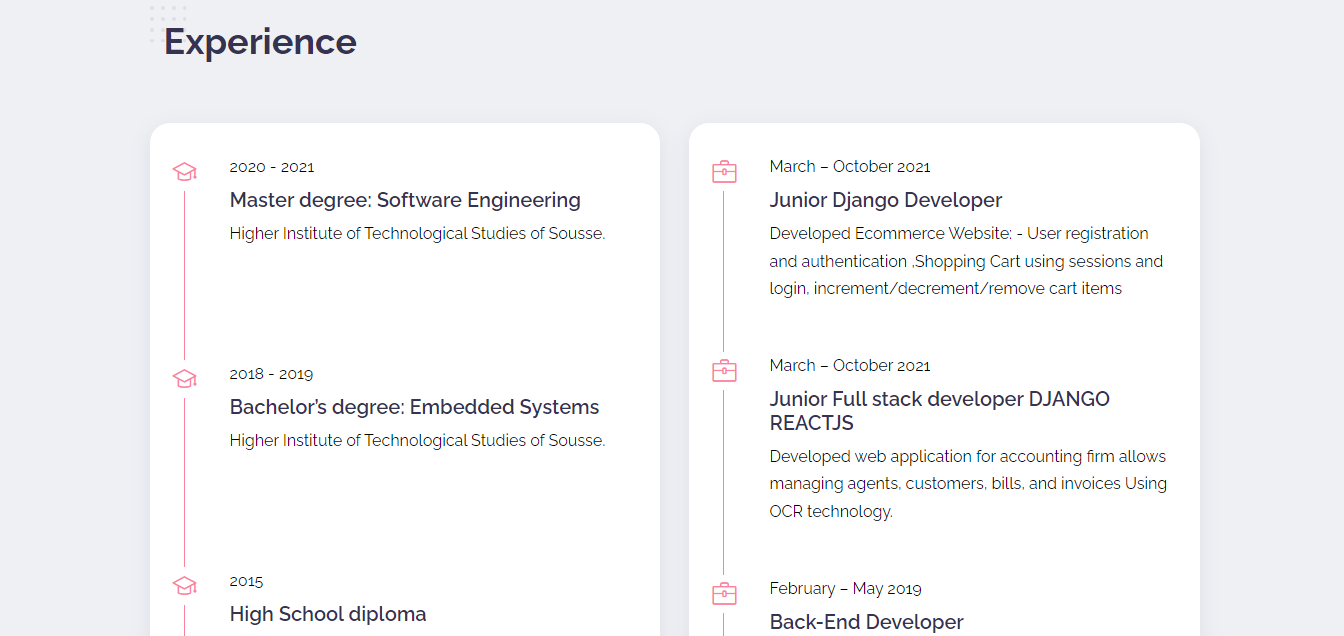 Experience
2020 - 2021
Master degree: Software Engineering
Higher Institute of Technological Studies of Sousse.
2018 - 2019
Bachelor’s degree: Embedded Systems
Higher Institute of Technological Studies of Sousse.
2015
High School diploma
March – October 2021
Junior Django Developer
Developed Ecommerce Website: - User registration
and authentication ,Shopping Cart using sessions and
login, increment/decrement/remove cart items
March – October 2021
Junior Full stack developer DJANGO
REACTJS
Developed web application for accounting firm allows
managing agents, customers, bills, and invoices Using
OCR technology.
February – May 2019
Back-End Developer